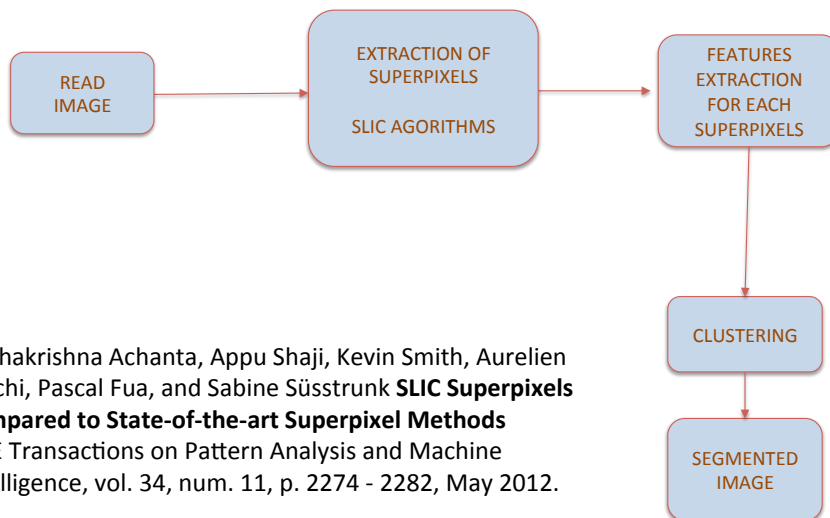 READ
IMAGE
EXTRACTION OF
SUPERPIXELS
SLIC AGORITHMS
FEATURES
EXTRACTION
FOR EACH
SUPERPIXELS
CLUSTERING
SEGMENTED
IMAGE
hakrishna Achanta, Appu Shaji, Kevin Smith, Aurelien
chi, Pascal Fua, and Sabine Süsstrunk SLIC Superpixels
mpared to State-of-the-art Superpixel Methods
E Transactions on Pattern Analysis and Machine
lligence, vol. 34, num. 11, p. 2274 - 2282, May 2012.